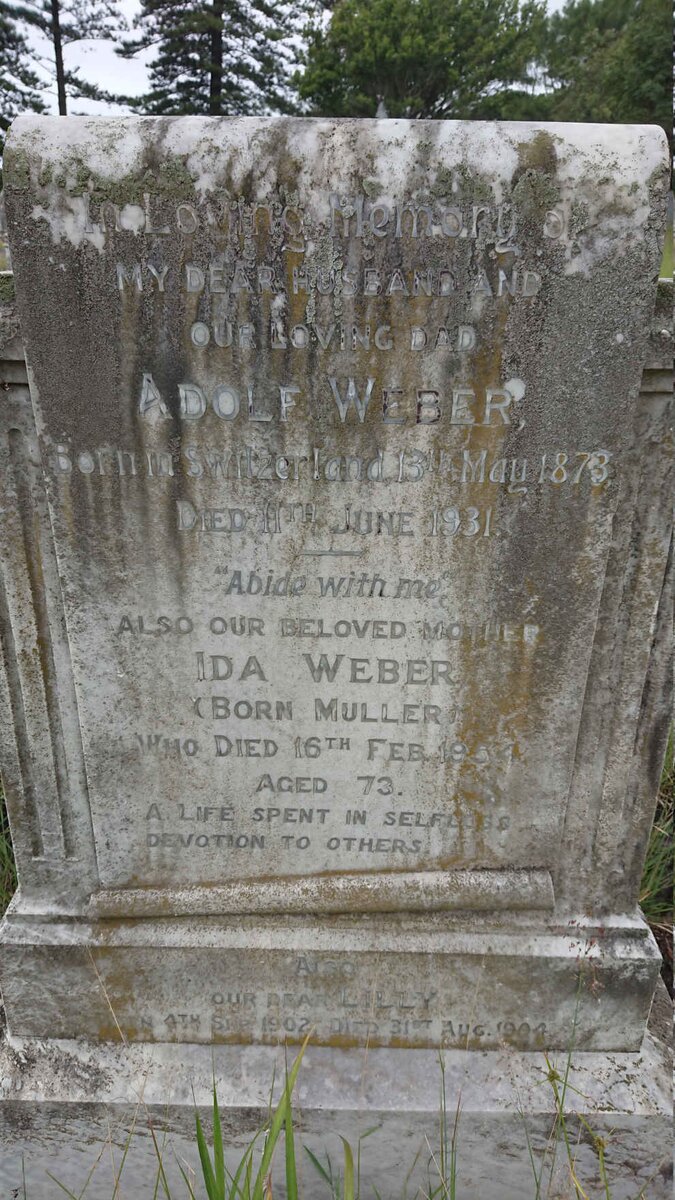 In Loving Memory of
MY DEAR HUSBAND AND
OUR LOVING DAD
ADOLF WEBER,
Born in Switzerland 13th May 1873
DIED 11TH JUNE 1931.
"Abide with me"
ALSO OUR BELOVED MOTHER
IDA WEBER
(BORN MULLER)
WHO DIED 16TH FEB.
AGED 73.
A LIFE SPENT IN SELFLESS
DEVOTION TO OTHERS.
ALSO
OUR DEAR LILLY
4TH SEP. 1902, DIED 31ST AUG. 1904